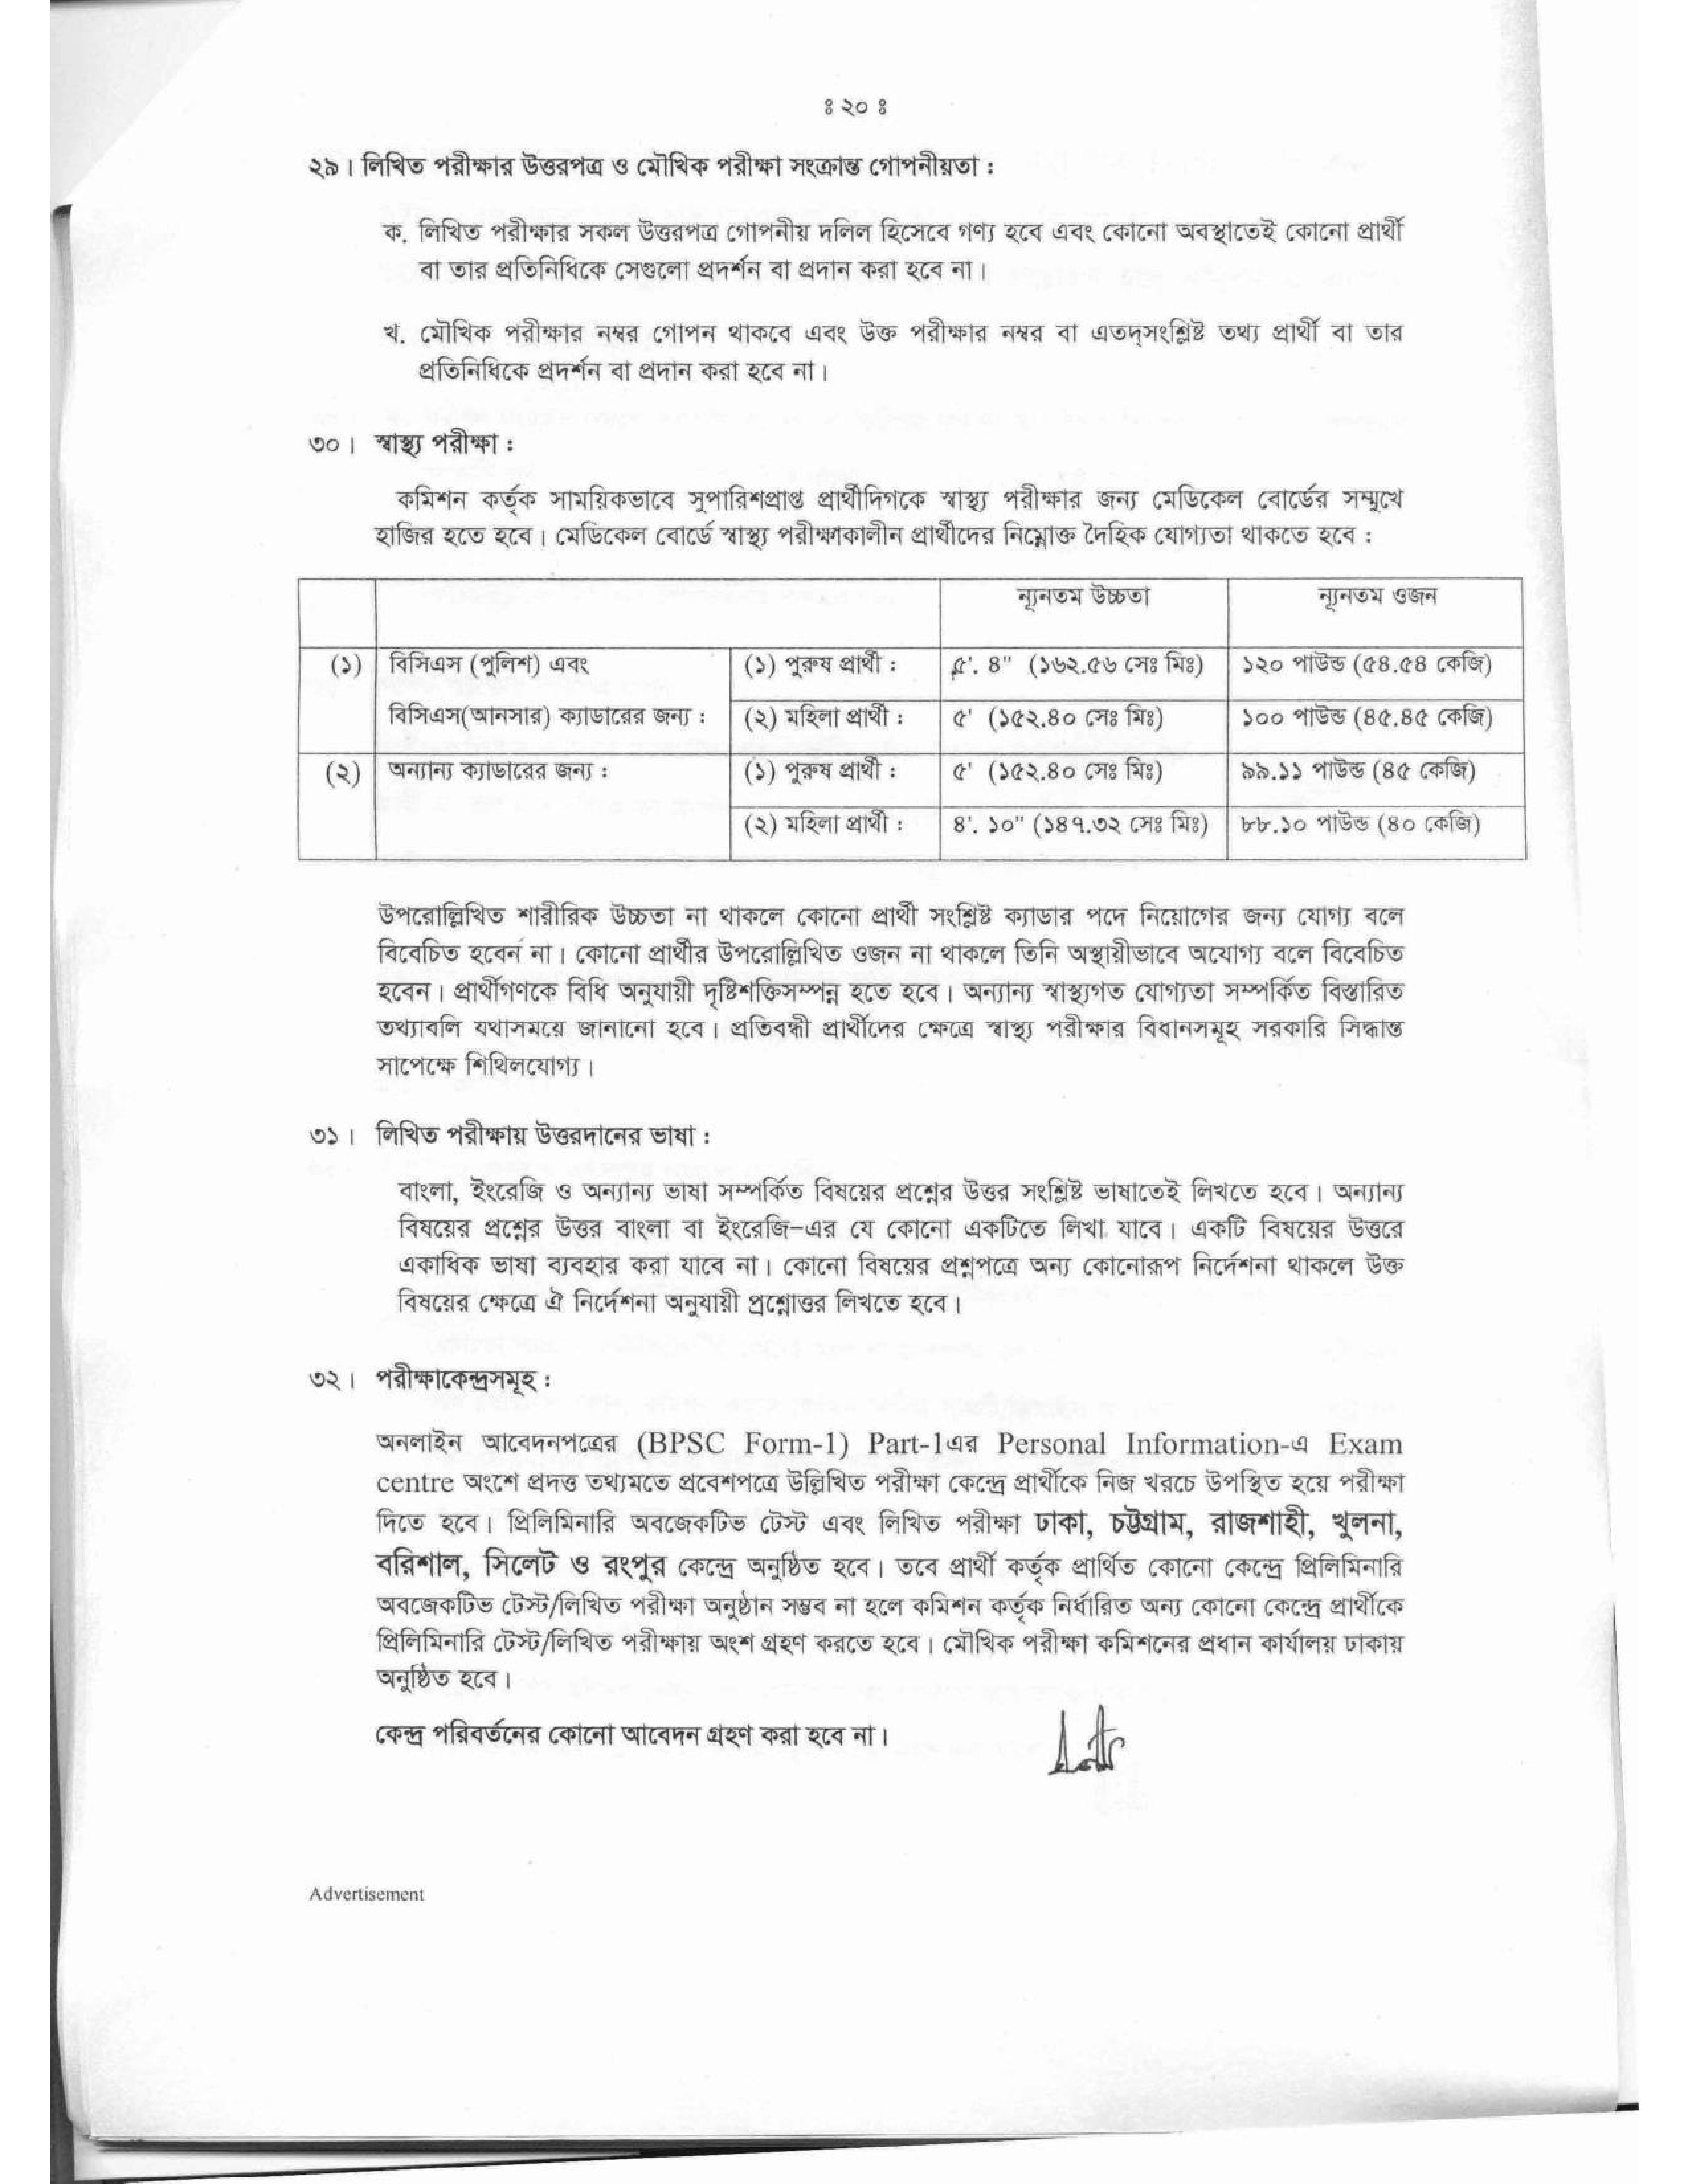 ঃ ২০ ঃ
২৯। লিখিত পরীক্ষার উত্তরপত্র ও মৌখিক পরীক্ষা সংক্রান্ত গোপনীয়তা :
ক. লিখিত পরীক্ষার সকল উত্তরপত্র গোপনীয় দলিল হিসেবে গণ্য হবে এবং কোনো অবস্থাতেই কোনো প্রার্থী
বা তার প্রতিনিধিকে সেগুলো প্রদর্শন বা প্রদান করা হবে না।
খ. মৌখিক পরীক্ষার নম্বর গোপন থাকবে এবং উক্ত পরীক্ষার নম্বর বা এতদ্‌সংশ্লিষ্ট তথ্য প্রার্থী বা তার
প্রতিনিধিকে প্রদর্শন বা প্রদান করা হবে না।
৩০। স্বাস্থ্য পরীক্ষা :
কমিশন কর্তৃক সাময়িকভাবে সুপারিশপ্রাপ্ত প্রার্থীদিগকে স্বাস্থ্য পরীক্ষার জন্য মেডিকেল বোর্ডের সম্মুখে
হাজির হতে হবে। মেডিকেল বোর্ডে স্বাস্থ্য পরীক্ষাকালীন প্রার্থীদের নিম্নোক্ত দৈহিক যোগ্যতা থাকতে হবে :
ন্যূনতম উচ্চতা ন্যূনতম ওজন
(১) বিসিএস (পুলিশ) এবং (১) পুরুষ প্রার্থী : ৫'. ৪" (১৬২.৫৬ সেঃ মিঃ) ১২০ পাউন্ড (৫৪.৫৪ কেজি)
বিসিএস(আনসার) ক্যাডারের জন্য : (২) মহিলা প্রার্থী : ৫' (১৫২.৪০ সেঃ মিঃ) ১০০ পাউন্ড (৪৫.৪৫ কেজি)
(২) অন্যান্য ক্যাডারের জন্য : (১) পুরুষ প্রার্থী : ৫' (১৫২.৪০ সেঃ মিঃ) ৯৯.১১ পাউন্ড (৪৫ কেজি)
(২) মহিলা প্রার্থী : ৪'. ১০" (১৪৭.৩২ সেঃ মিঃ) ৮৮.১০ পাউন্ড (৪০ কেজি)
উপরোল্লিখিত শারীরিক উচ্চতা না থাকলে কোনো প্রার্থী সংশ্লিষ্ট ক্যাডার পদে নিয়োগের জন্য যোগ্য বলে
বিবেচিত হবেন না। কোনো প্রার্থীর উপরোল্লিখিত ওজন না থাকলে তিনি অস্থায়ীভাবে অযোগ্য বলে বিবেচিত
হবেন। প্রার্থীগণকে বিধি অনুযায়ী দৃষ্টিশক্তিসম্পন্ন হতে হবে। অন্যান্য স্বাস্থ্যগত যোগ্যতা সম্পর্কিত বিস্তারিত
তথ্যাবলি যথাসময়ে জানানো হবে। প্রতিবন্ধী প্রার্থীদের ক্ষেত্রে স্বাস্থ্য পরীক্ষার বিধানসমূহ সরকারি সিদ্ধান্ত
সাপেক্ষে শিথিলযোগ্য।
৩১। লিখিত পরীক্ষায় উত্তরদানের ভাষা :
বাংলা, ইংরেজি ও অন্যান্য ভাষা সম্পর্কিত বিষয়ের প্রশ্নের উত্তর সংশ্লিষ্ট ভাষাতেই লিখতে হবে। অন্যান্য
বিষয়ের প্রশ্নের উত্তর বাংলা বা ইংরেজি-এর যে কোনো একটিতে লিখা যাবে। একটি বিষয়ের উত্তরে
একাধিক ভাষা ব্যবহার করা যাবে না। কোনো বিষয়ের প্রশ্নপত্রে অন্য কোনোরূপ নির্দেশনা থাকলে উক্ত
বিষয়ের ক্ষেত্রে ঐ নির্দেশনা অনুযায়ী প্রশ্নোত্তর লিখতে হবে।
৩২। পরীক্ষাকেন্দ্রসমূহ :
অনলাইন আবেদনপত্রের (BPSC Form-1) Part-1এর Personal Information-এ Exam
centre অংশে প্রদত্ত তথ্যমতে প্রবেশপত্রে উল্লিখিত পরীক্ষা কেন্দ্রে প্রার্থীকে নিজ খরচে উপস্থিত হয়ে পরীক্ষা
দিতে হবে। প্রিলিমিনারি অবজেকটিভ টেস্ট এবং লিখিত পরীক্ষা ঢাকা, চট্টগ্রাম, রাজশাহী, খুলনা,
বরিশাল, সিলেট ও রংপুর কেন্দ্রে অনুষ্ঠিত হবে। তবে প্রার্থী কর্তৃক প্রার্থিত কোনো কেন্দ্রে প্রিলিমিনারি
অবজেকটিভ টেস্ট/লিখিত পরীক্ষা অনুষ্ঠান সম্ভব না হলে কমিশন কর্তৃক নির্ধারিত অন্য কোনো কেন্দ্রে প্রার্থীকে
প্রিলিমিনারি টেস্ট/লিখিত পরীক্ষায় অংশ গ্রহণ করতে হবে। মৌখিক পরীক্ষা কমিশনের প্রধান কার্যালয় ঢাকায়
অনুষ্ঠিত হবে।
কেন্দ্র পরিবর্তনের কোনো আবেদন গ্রহণ করা হবে না।
Advertisement